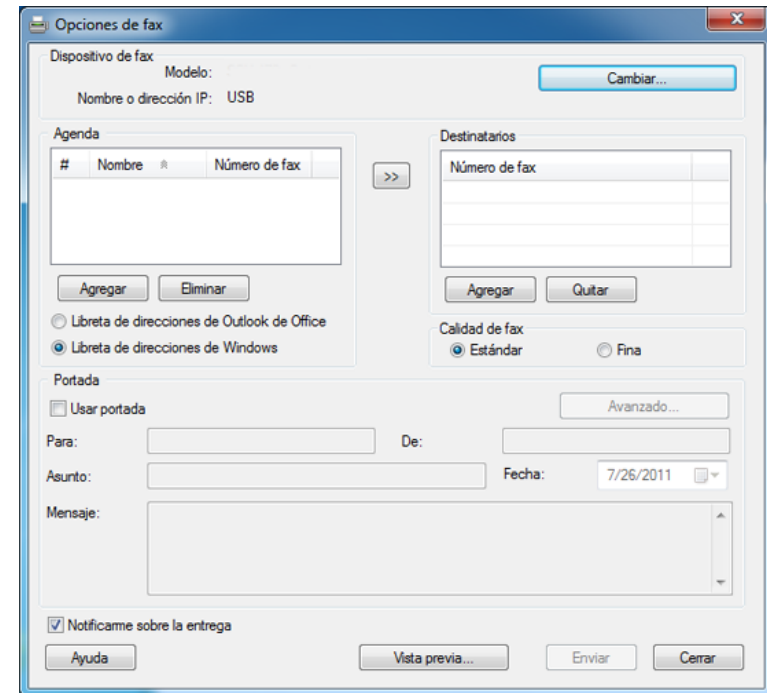 Opciones de fax
Dispositivo de fax
Modelo:
Cambiar...
Nombre o dirección IP: USB
Agenda
# Nombre Número de fax
>>
Agregar Eliminar
Libreta de direcciones de Outlook de Office
Libreta de direcciones de Windows
Destinatarios
Número de fax
Agregar Quitar
Calidad de fax
Estándar Fina
Portada
Usar portada Avanzado...
Para: De:
Asunto: Fecha: 7/26/2011
Mensaje:
Notificarme sobre la entrega
Ayuda Vista previa... Enviar Cerrar